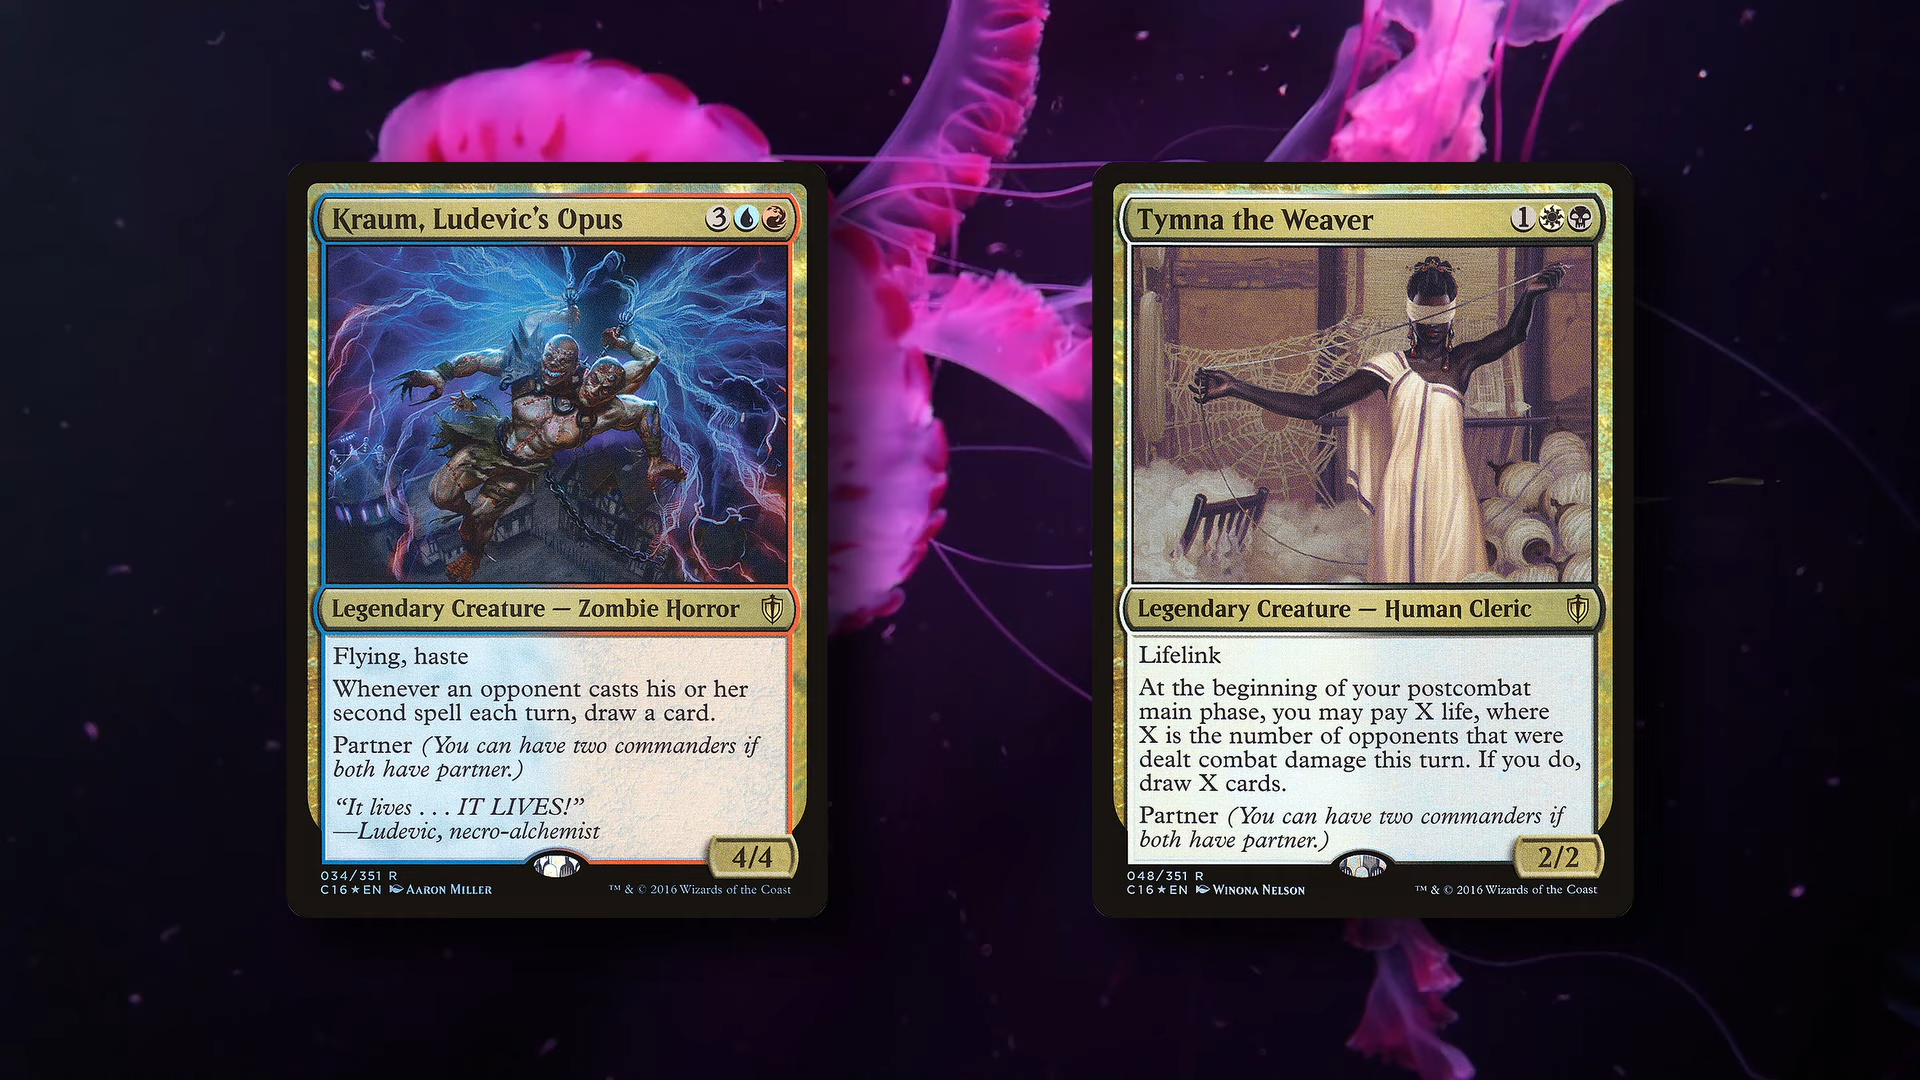 Kraum, Ludevic's Opus 3
Legendary Creature — Zombie Horror
Flying, haste
Whenever an opponent casts his or her
second spell each turn, draw a card.
Partner (You can have two commanders if
both have partner.)
“It lives . . . IT LIVES!”
—Ludevic, necro-alchemist
4/4
034/351 R
C16★EN Aaron Miller
™ & © 2016 Wizards of the Coast
Tymna the Weaver 1
Legendary Creature — Human Cleric
Lifelink
At the beginning of your postcombat
main phase, you may pay X life, where
X is the number of opponents that were
dealt combat damage this turn. If you do,
draw X cards.
Partner (You can have two commanders if
both have partner.)
2/2
048/351 R
C16★EN Winona Nelson
™ & © 2016 Wizards of the Coast